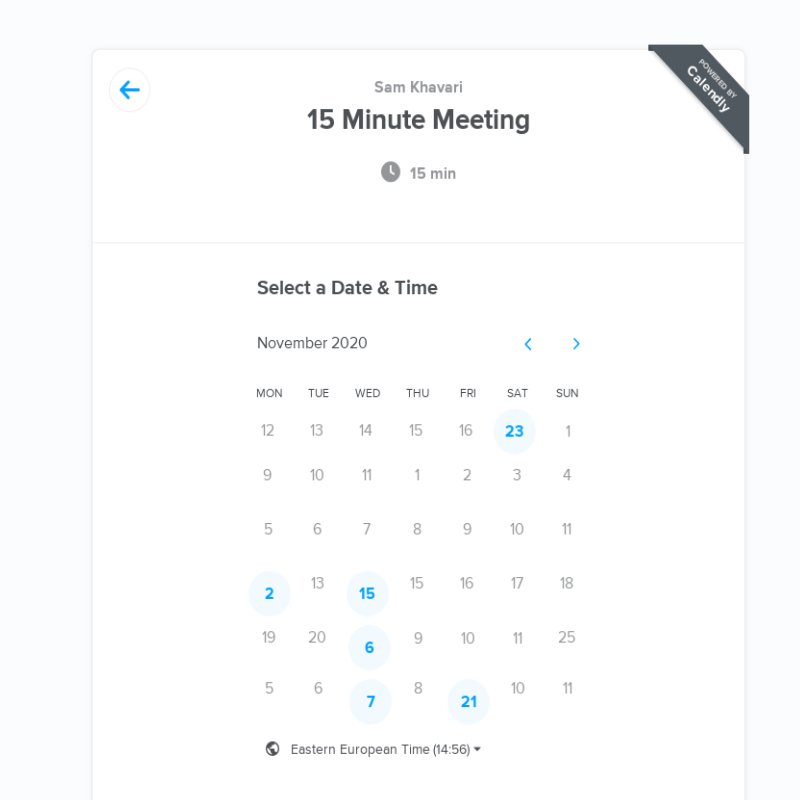 POWERED BY
Calendly
Sam Khavari
15 Minute Meeting
15 min
Select a Date & Time
November 2020
MON TUE WED THU FRI SAT SUN
12 13 14 15 16 23 1
9 10 11 1 2 3 4
5 6 7 8 9 10 11
2 13 15 15 16 17 18
19 20 6 9 10 11 25
5 6 7 8 21 10 11
Eastern European Time (14:56)